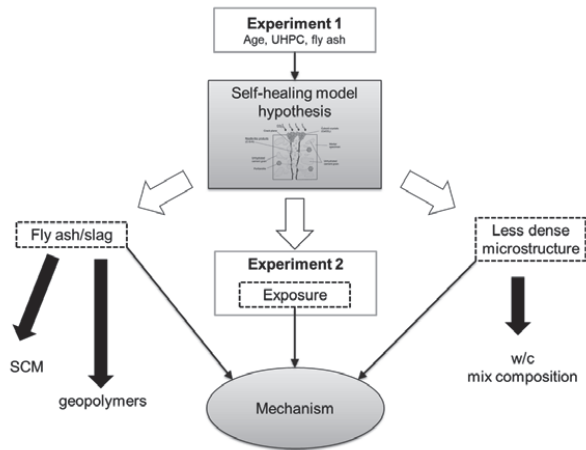 Experiment 1
Age, UHPC, fly ash
Self-healing model
hypothesis
Fly ash/slag
Less dense
microstructure
Experiment 2
Exposure
SCM
geopolymers
w/c
mix composition
Mechanism